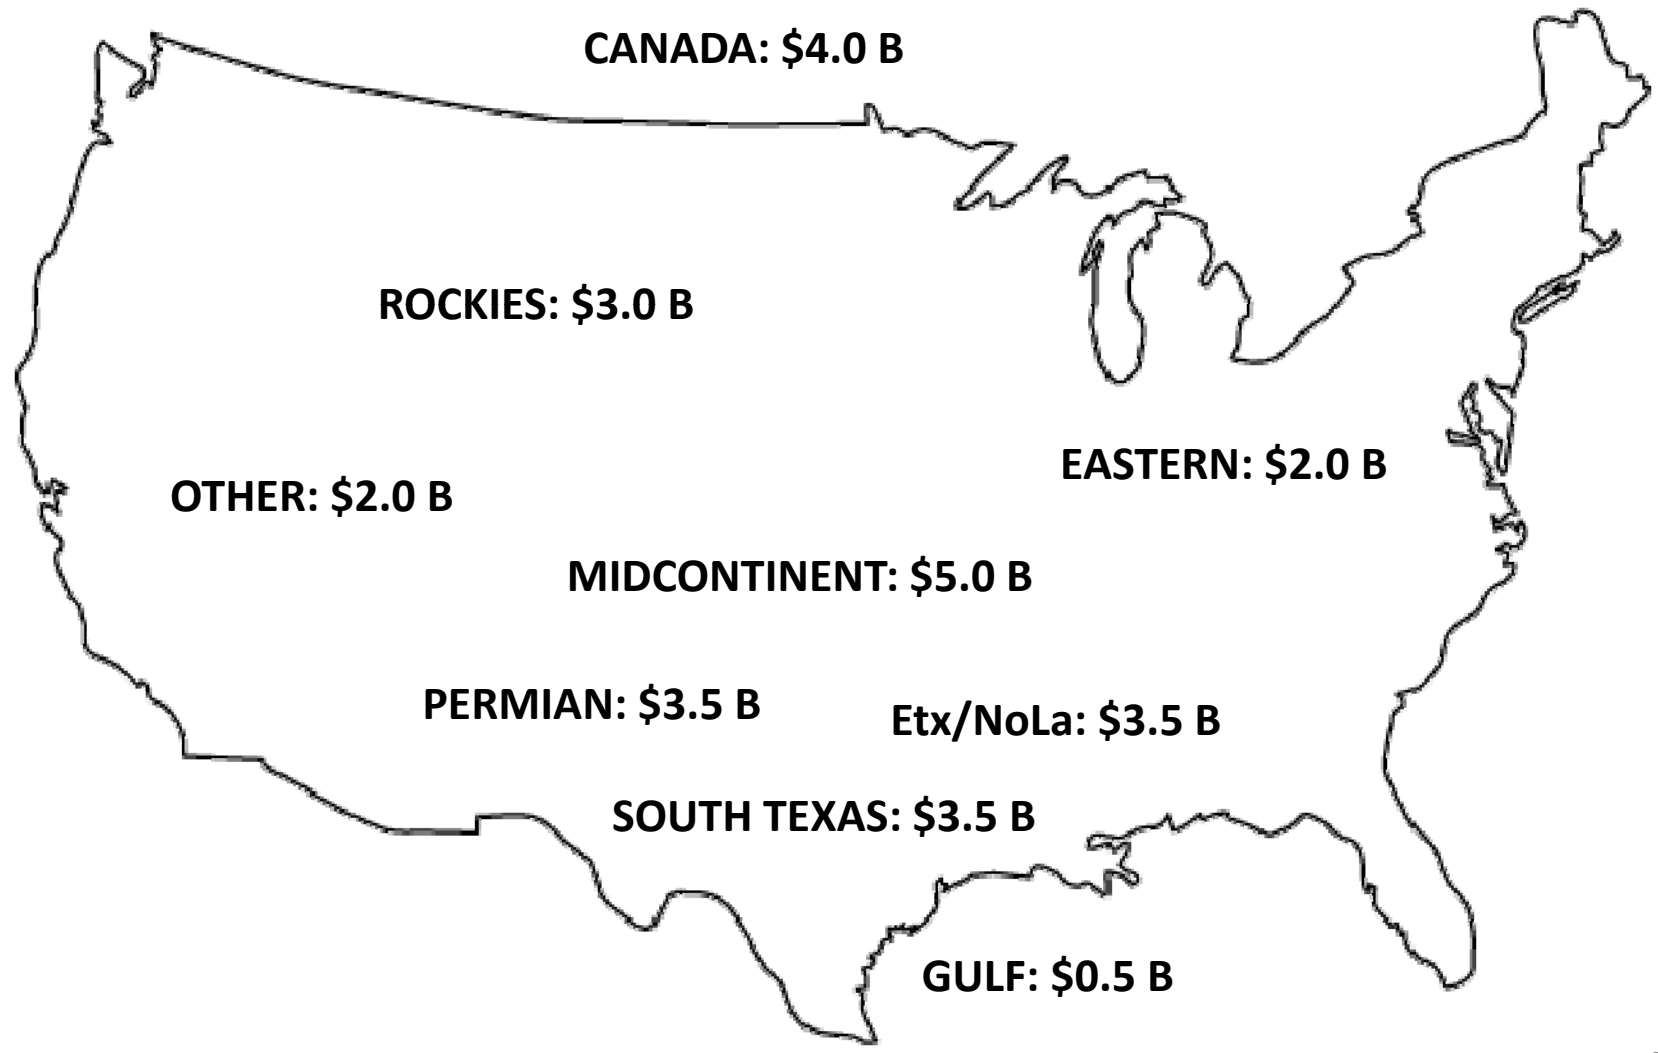 CANADA: $4.0 B
ROCKIES: $3.0 B
EASTERN: $2.0 B
OTHER: $2.0 B
MIDCONTINENT: $5.0 B
PERMIAN: $3.5 B
Etx/NoLa: $3.5 B
SOUTH TEXAS: $3.5 B
GULF: $0.5 B